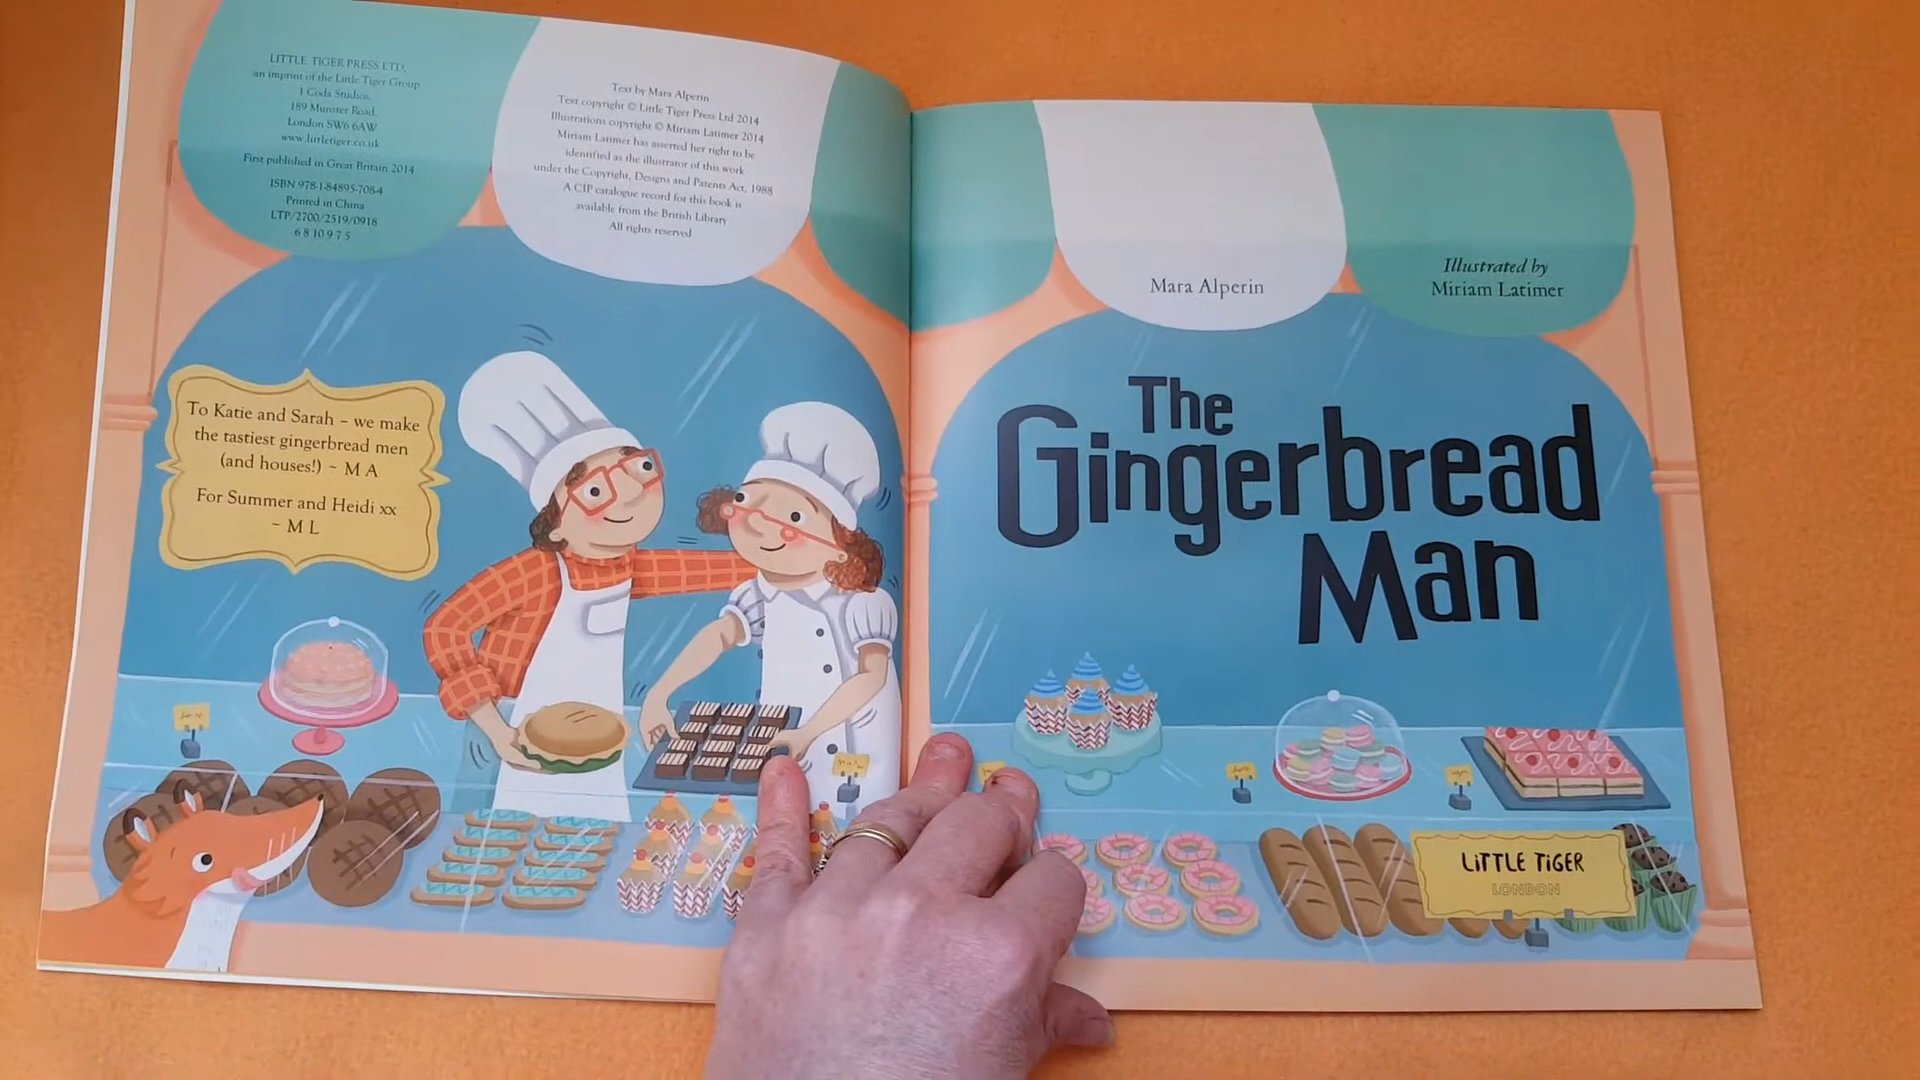 LITTLE TIGER PRESS LTD,
an imprint of the Little Tiger Group
1 Coda Studios,
189 Munster Road,
London SW6 6AW
www.littletiger.co.uk
First published in Great Britain 2014
ISBN 978-1-84895-708-4
Printed in China
LTP/2700/2519/0918
6 8 10 9 7 5
Text by Mara Alperin
Text copyright © Little Tiger Press Ltd 2014
Illustrations copyright © Miriam Latimer 2014
Miriam Latimer has asserted her right to be
identified as the illustrator of this work
under the Copyright, Designs and Patents Act, 1988
A CIP catalogue record for this book is
available from the British Library
All rights reserved
To Katie and Sarah – we make
the tastiest gingerbread men
(and houses!) ~ M A
For Summer and Heidi xx
~ M L
Mara Alperin
Illustrated by
Miriam Latimer
The
Gingerbread
Man
LiTTLE TiGER
LONDON